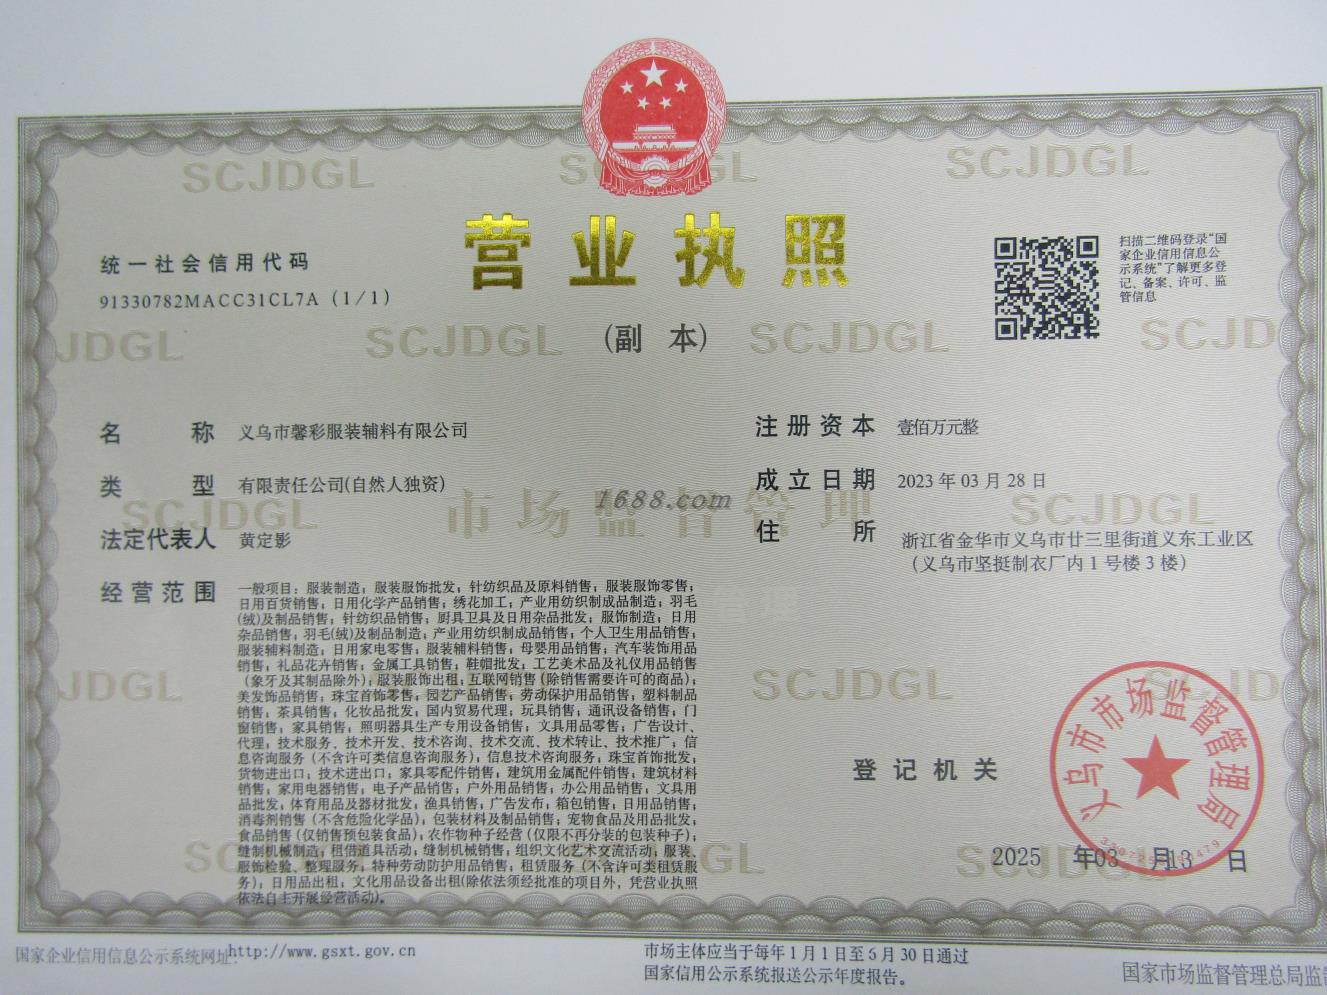 SCJDGL
SCJDGL
营业执照
(副 本)
统一社会信用代码
91330782MACC31CL7A (1/1)
扫描二维码登录“国
家企业信用信息公
示系统”了解更多登
记、备案、许可、监
管信息
JDGL
SCJDGL
SCJDGL
SCJD
名 称 义乌市馨彩服装辅料有限公司
类 型 有限责任公司(自然人独资)
法定代表人 黄定影
注册资本 壹佰万元整
成立日期 2023 年 03 月 28 日
住 所 浙江省金华市义乌市廿三里街道义东工业区
(义乌市坚挺制衣厂内 1 号楼 3 楼)
SCJDGL
市场监督管理
SCJDGL
1688.com
经营范围 一般项目：服装制造；服装服饰批发；针纺织品及原料销售；服装服饰零售；
日用百货销售；日用化学产品销售；绣花加工；产业用纺织制成品制造；羽毛
(绒)及制品销售；针纺织品销售；厨具卫具及日用杂品批发；服饰制造；日用
杂品销售；羽毛(绒)及制品制造；产业用纺织制成品销售；个人卫生用品销售；
服装辅料制造；日用家电零售；服装辅料销售；母婴用品销售；汽车装饰用品
销售；礼品花卉销售；金属工具销售；鞋帽批发；工艺美术品及礼仪用品销售
（象牙及其制品除外）；服装服饰出租；互联网销售（除销售需要许可的商品）；
美发饰品销售；珠宝首饰零售；园艺产品销售；劳动保护用品销售；塑料制品
销售；茶具销售；化妆品批发；国内贸易代理；玩具销售；通讯设备销售；门
窗销售；家具销售；照明器具生产专用设备销售；文具用品零售；广告设计、
代理；技术服务、技术开发、技术咨询、技术交流、技术转让、技术推广；信
息咨询服务（不含许可类信息咨询服务）；信息技术咨询服务；珠宝首饰批发；
货物进出口；技术进出口；家具零配件销售；建筑用金属配件销售；建筑材料
销售；家用电器销售；电子产品销售；户外用品销售；办公用品销售；文具用
品批发；体育用品及器材批发；渔具销售；广告发布；箱包销售；日用品销售；
消毒剂销售（不含危险化学品）；包装材料及制品销售；宠物食品及用品批发；
食品销售（仅销售预包装食品）；农作物种子经营（仅限不再分装的包装种子）；
缝制机械制造；租借道具活动；缝制机械销售；组织文化艺术交流活动；服装、
服饰检验、整理服务；特种劳动防护用品销售；租赁服务（不含许可类租赁服
务）；日用品出租；文化用品设备出租(除依法须经批准的项目外，凭营业执照
依法自主开展经营活动)。
JDGL
SCJDGL
登记机关
义乌市市场监督管理局
2025 年 03 月 13 日
国家企业信用信息公示系统网址: http://www.gsxt.gov.cn
市场主体应当于每年 1 月 1 日至 6 月 30 日通过
国家信用公示系统报送公示年度报告。
国家市场监督管理总局监制